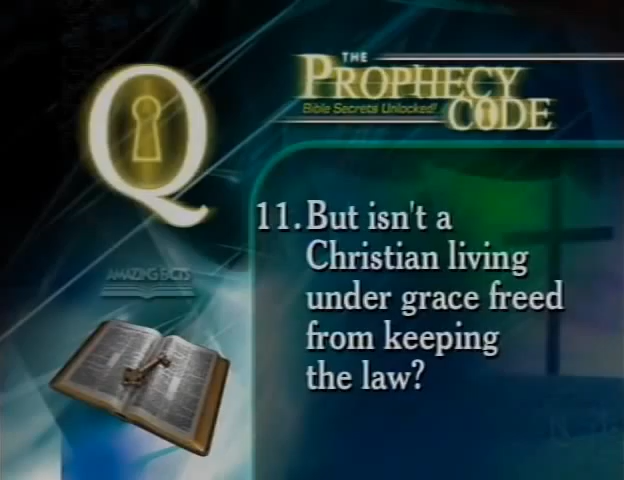 Q
THE
PROPHECY
Bible Secrets Unlocked!
CODE
11. But isn't a
Christian living
under grace freed
from keeping
the law?
AMAZING FACTS